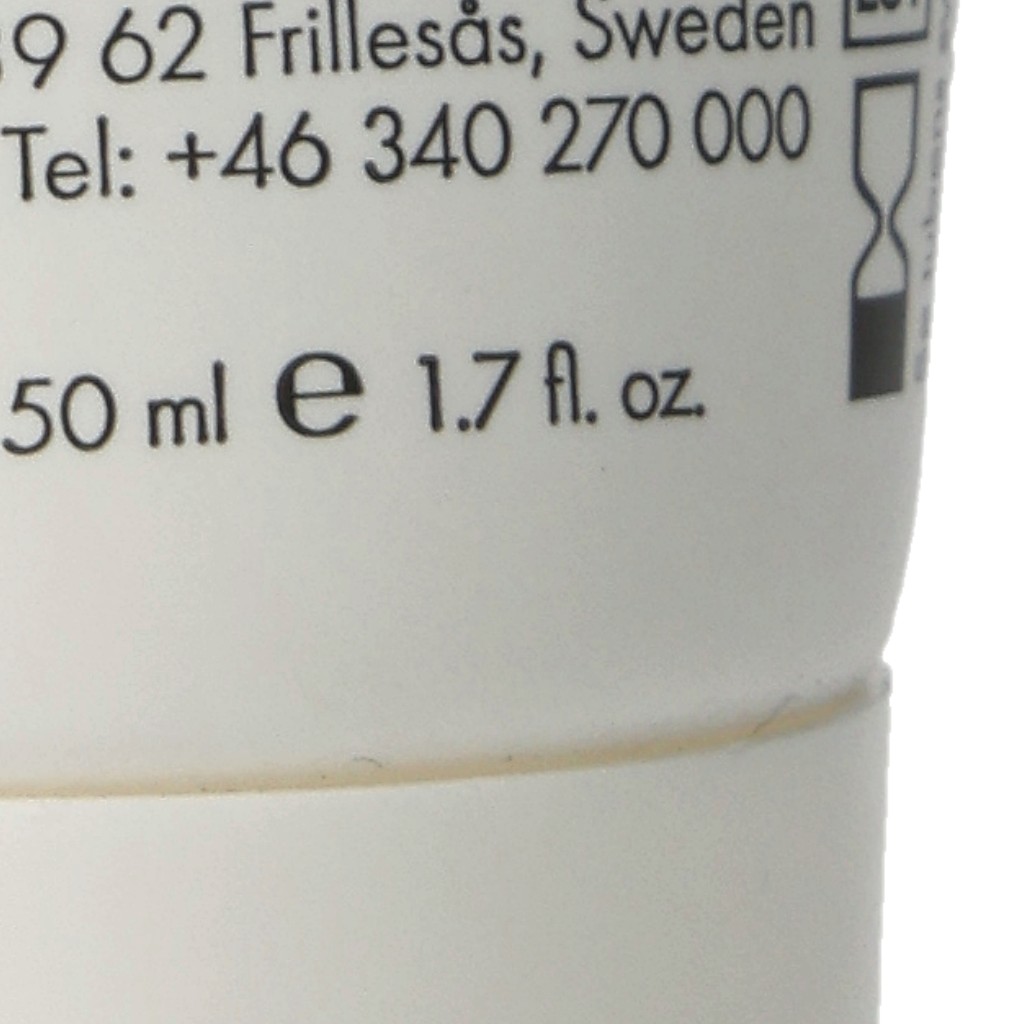 9 62 Frillesås, Sweden
Tel: +46 340 270 000
50 ml e 1.7 fl. oz.